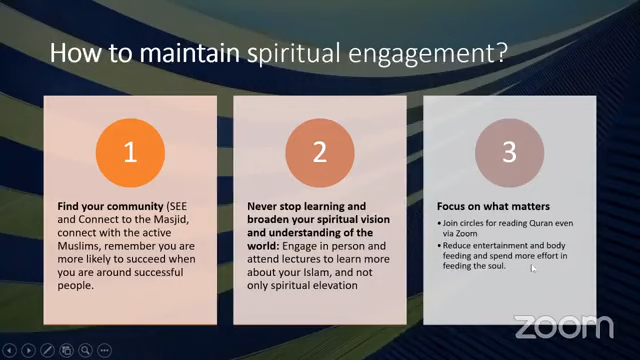 How to maintain spiritual engagement?
1
Find your community (SEE
and Connect to the Masjid,
connect with the active
Muslims, remember you are
more likely to succeed when
you are around successful
people.
2
Never stop learning and
broaden your spiritual vision
and understanding of the
world: Engage in person and
attend lectures to learn more
about your Islam, and not
only spiritual elevation
3
Focus on what matters
• Join circles for reading Quran even
via Zoom
• Reduce entertainment and body
feeding and spend more effort in
feeding the soul.
zoom